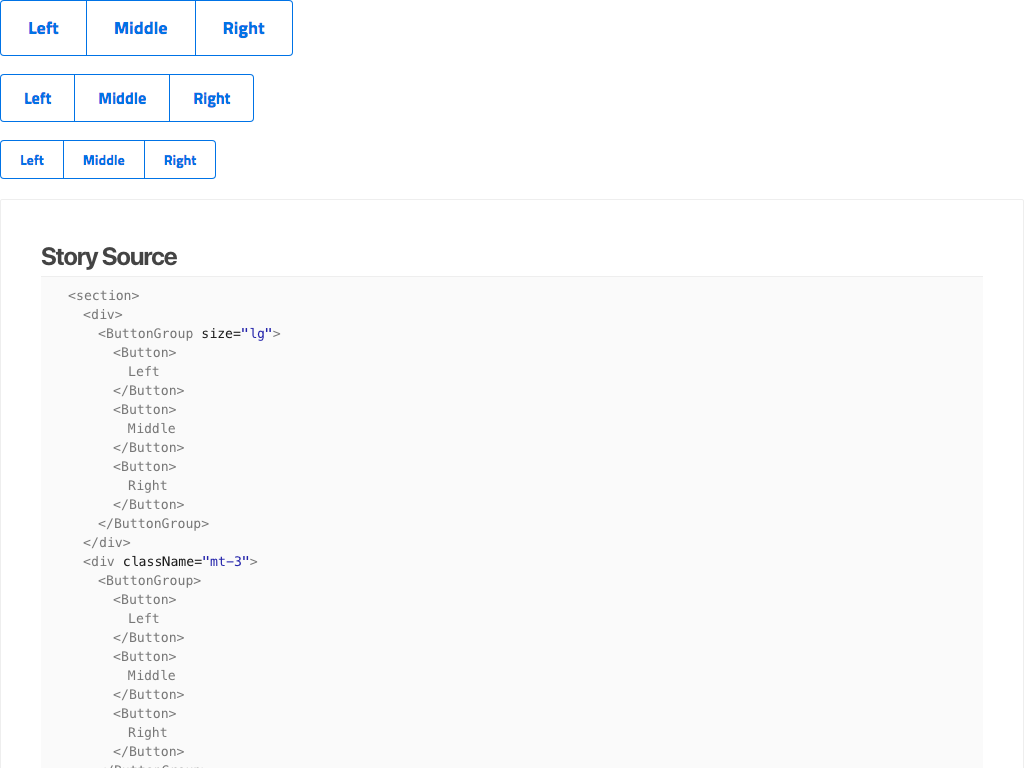 Left Middle Right
Left Middle Right
Left Middle Right
Story Source
<section>
<div>
<ButtonGroup size="lg">
<Button>
Left
</Button>
<Button>
Middle
</Button>
<Button>
Right
</Button>
</ButtonGroup>
</div>
<div className="mt-3">
<ButtonGroup>
<Button>
Left
</Button>
<Button>
Middle
</Button>
<Button>
Right
</Button>